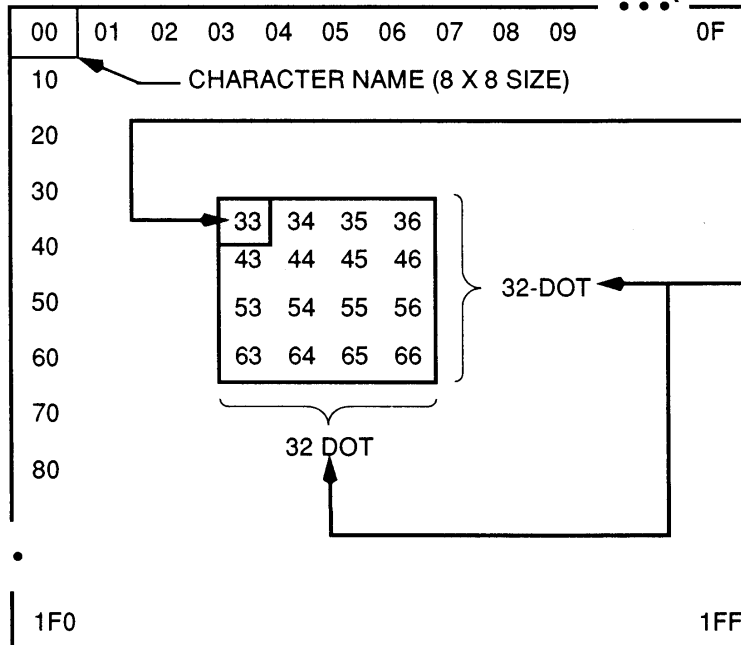 00 01 02 03 04 05 06 07 08 09 ••• 0F
10 CHARACTER NAME (8 X 8 SIZE)
20
30
33 34 35 36
40
43 44 45 46
32-DOT
50
53 54 55 56
60
63 64 65 66
70
32 DOT
80
•
1F0 1FF